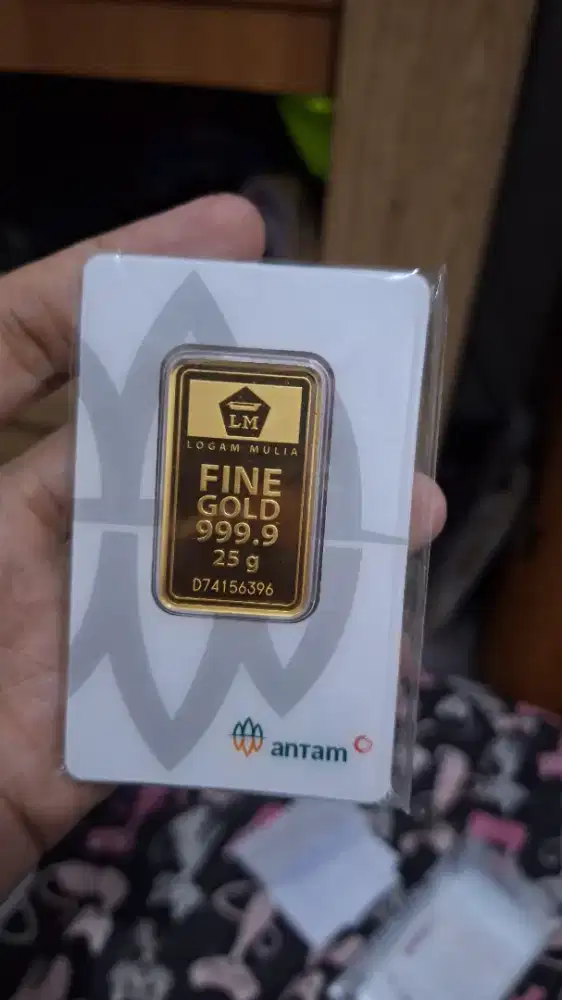 LM
LOGAM MULIA
FINE
GOLD
999.9
25 g
D74156396
antam